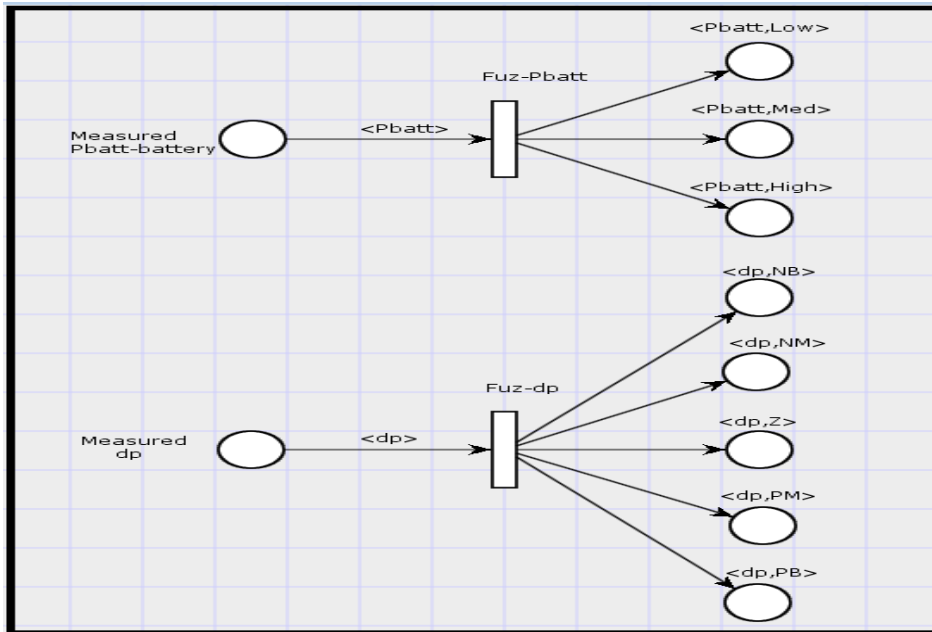 <Pbatt,Low>
Fuz-Pbatt
<Pbatt>
<Pbatt,Med>
Measured
Pbatt-battery
<Pbatt,High>
<dp,NB>
<dp,NM>
Fuz-dp
<dp,Z>
Measured
dp
<dp>
<dp,PM>
<dp,PB>